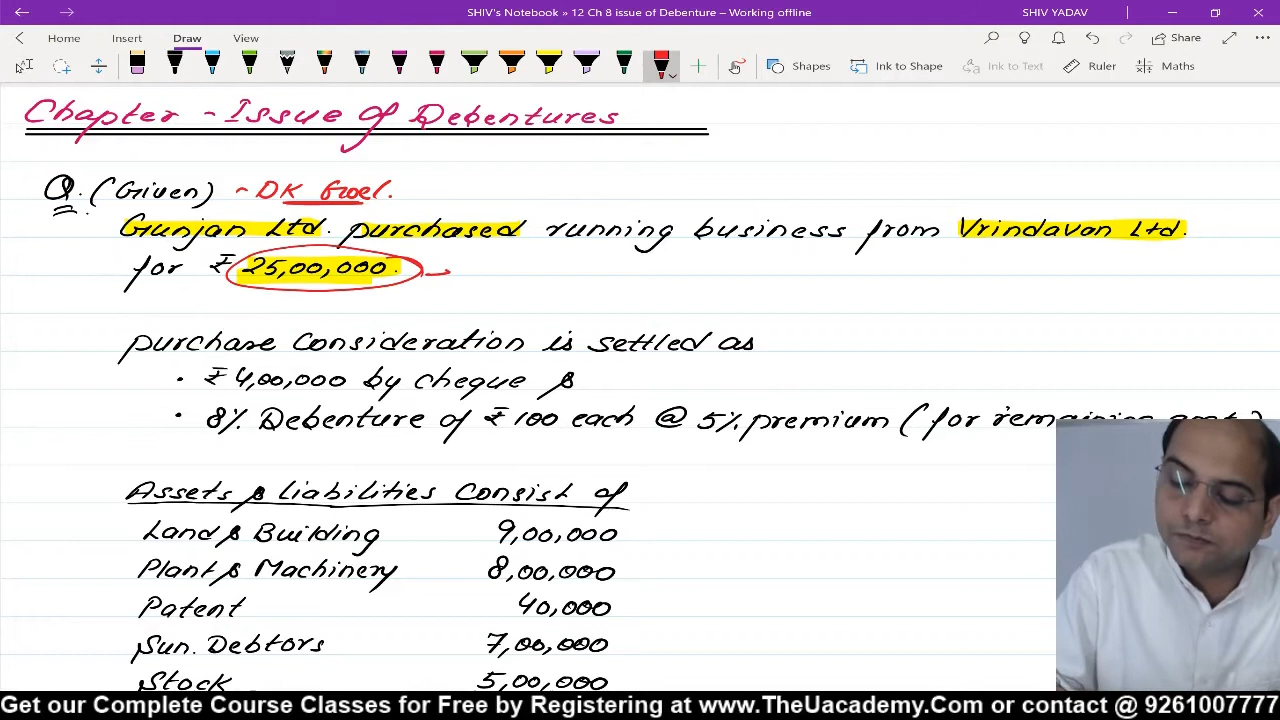 SHIV's Notebook » 12 Ch 8 issue of Debenture – Working offline
SHIV YADAV
Home Insert Draw View
Share
Shapes Ink to Shape Ink to Text Ruler Maths
Chapter - Issue of Debentures
Q. (Given) - DK Goel.
Gunjan Ltd. purchased running business from Vrindavan Ltd.
for ₹ 25,00,000.
purchase consideration is settled as
• ₹4,00,000 by cheque &
• 8% Debenture of ₹100 each @ 5% premium (for remaining amt.)
Assets & liabilities consist of
Land & Building 9,00,000
Plant & Machinery 8,00,000
Patent 40,000
Sun. Debtors 7,00,000
Stock 5,00,000
Get our Complete Course Classes for Free by Registering at www.TheUacademy.com or contact @ 9261007777